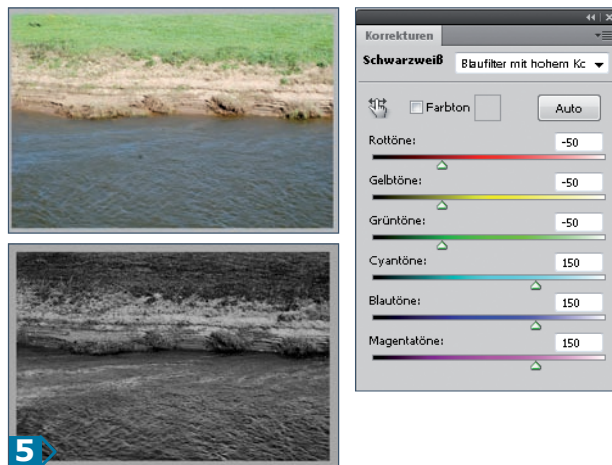 Korrekturen
Schwarzweiß Blaufilter mit hohem Kc
Farbton Auto
Rottöne: -50
Gelbtöne: -50
Grüntöne: -50
Cyantöne: 150
Blautöne: 150
Magentatöne: 150
5